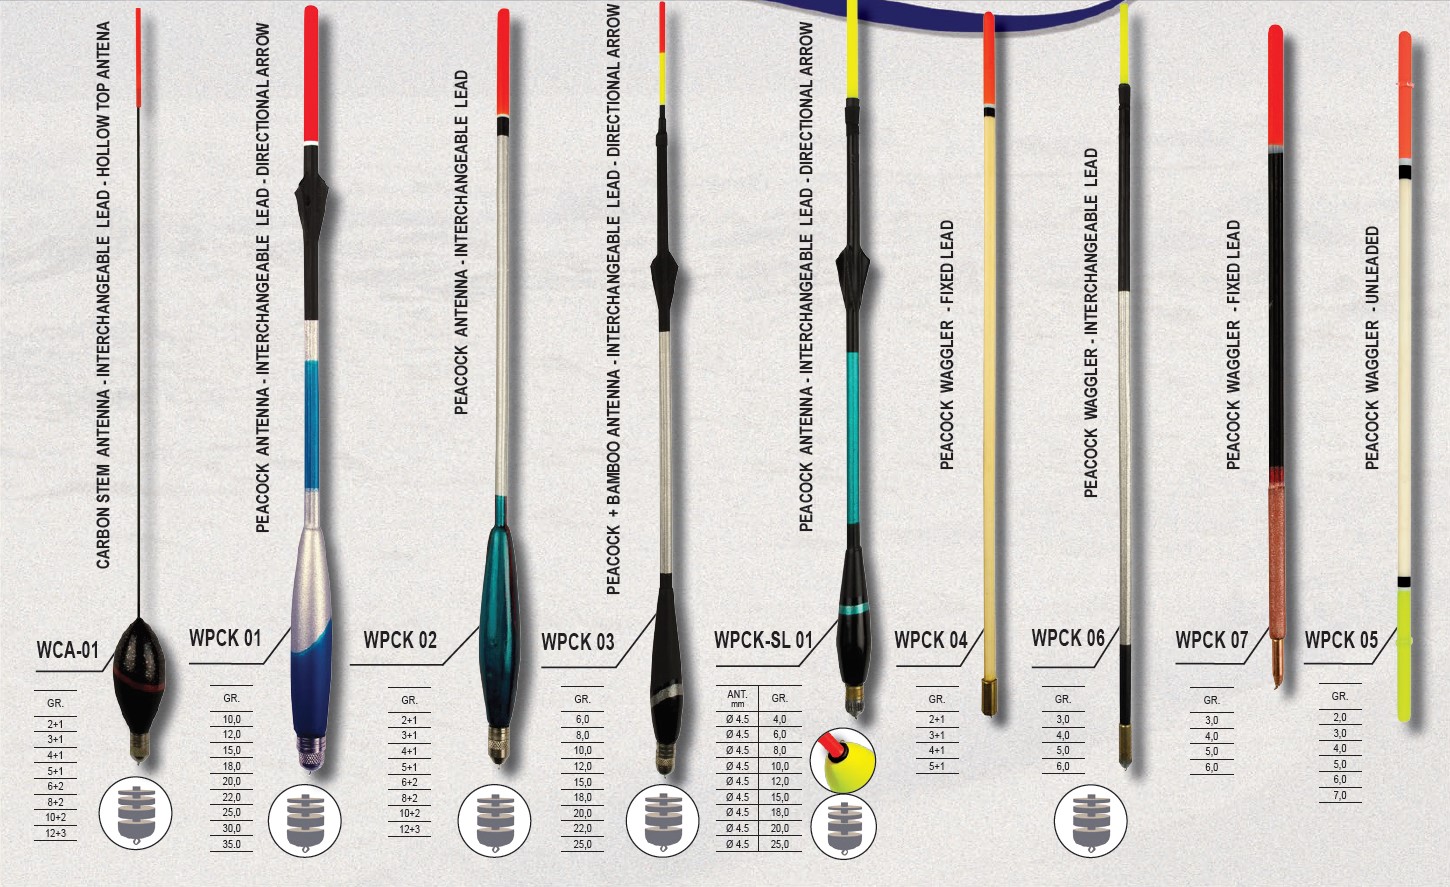 CARBON STEM ANTENNA - INTERCHANGEABLE LEAD - HOLLOW TOP ANTENA
WCA-01
GR.
2+1
3+1
4+1
5+1
6+2
8+2
10+2
12+3
PEACOCK ANTENNA - INTERCHANGEABLE LEAD - DIRECTIONAL ARROW
WPCK 01
GR.
10,0
12,0
15,0
18,0
20,0
22,0
25,0
30,0
35.0
PEACOCK ANTENNA - INTERCHANGEABLE LEAD
WPCK 02
GR.
2+1
3+1
4+1
5+1
6+2
8+2
10+2
12+3
PEACOCK + BAMBOO ANTENNA - INTERCHANGEABLE LEAD - DIRECTIONAL ARROW
WPCK 03
GR.
6,0
8,0
10,0
12,0
15,0
18,0
20,0
22,0
25,0
PEACOCK ANTENNA - INTERCHANGEABLE LEAD - DIRECTIONAL ARROW
WPCK-SL 01
ANT. mm GR.
Ø 4.5 4,0
Ø 4.5 6,0
Ø 4.5 8,0
Ø 4.5 10,0
Ø 4.5 12,0
Ø 4.5 15,0
Ø 4.5 18,0
Ø 4.5 20,0
Ø 4.5 25,0
PEACOCK WAGGLER - FIXED LEAD
WPCK 04
GR.
2+1
3+1
4+1
5+1
PEACOCK WAGGLER - INTERCHANGEABLE LEAD
WPCK 06
GR.
3,0
4,0
5,0
6,0
PEACOCK WAGGLER - FIXED LEAD
WPCK 07
GR.
3,0
4,0
5,0
6,0
PEACOCK WAGGLER - UNLEADED
WPCK 05
GR.
2,0
3,0
4,0
5,0
6,0
7,0